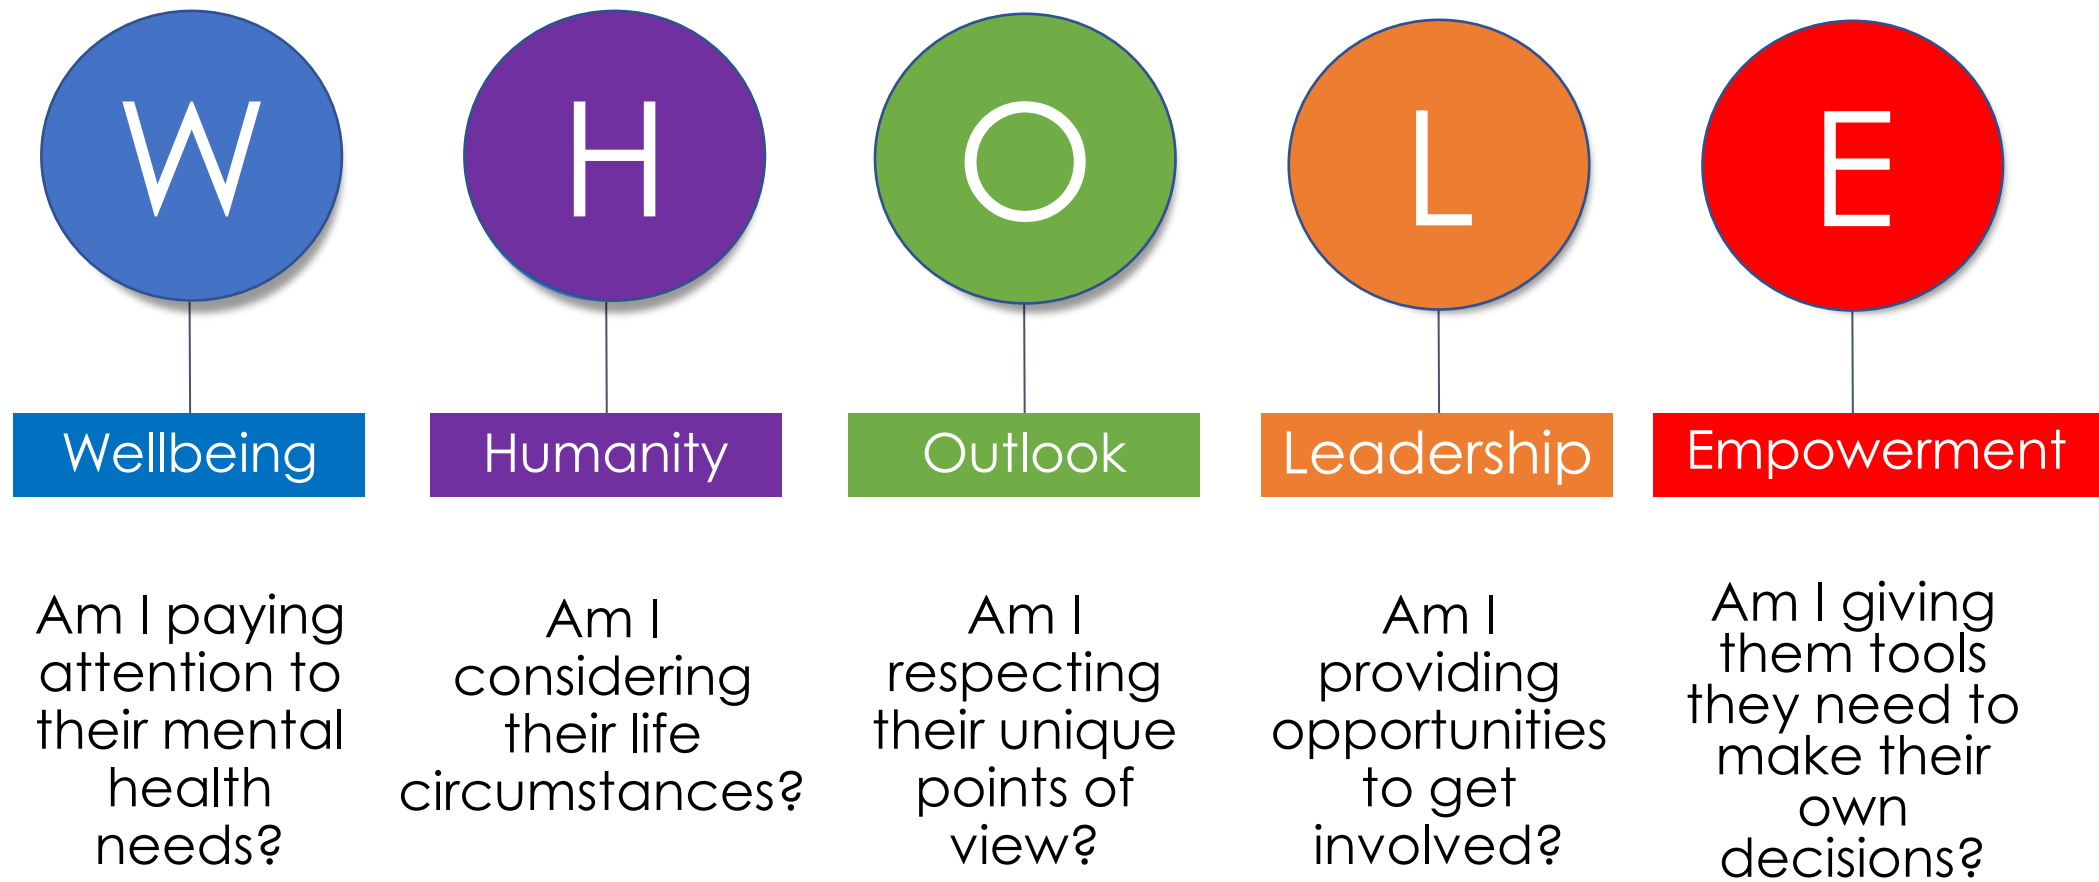 W
H
O
L
E
Wellbeing
Humanity
Outlook
Leadership
Empowerment
Am I paying
attention to
their mental
health
needs?
Am I
considering
their life
circumstances?
Am I
respecting
their unique
points of
view?
Am I
providing
opportunities
to get
involved?
Am I giving
them tools
they need to
make their
own
decisions?